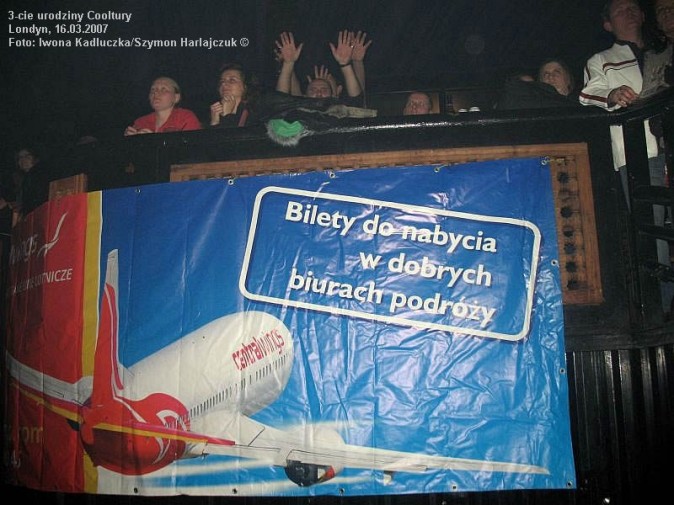 3-cie urodziny Cooltury
Londyn, 16.03.2007
Foto: Iwona Kadluczka/Szymon Harlajczuk ©
Bilety do nabycia
w dobrych
biurach podróży
centralwings